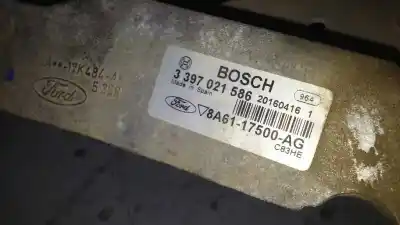 BOSCH
3 397 021 586 20160416 1
Made in Spain
964
Ford
8A61-17500-AG
CB3HE
Ford